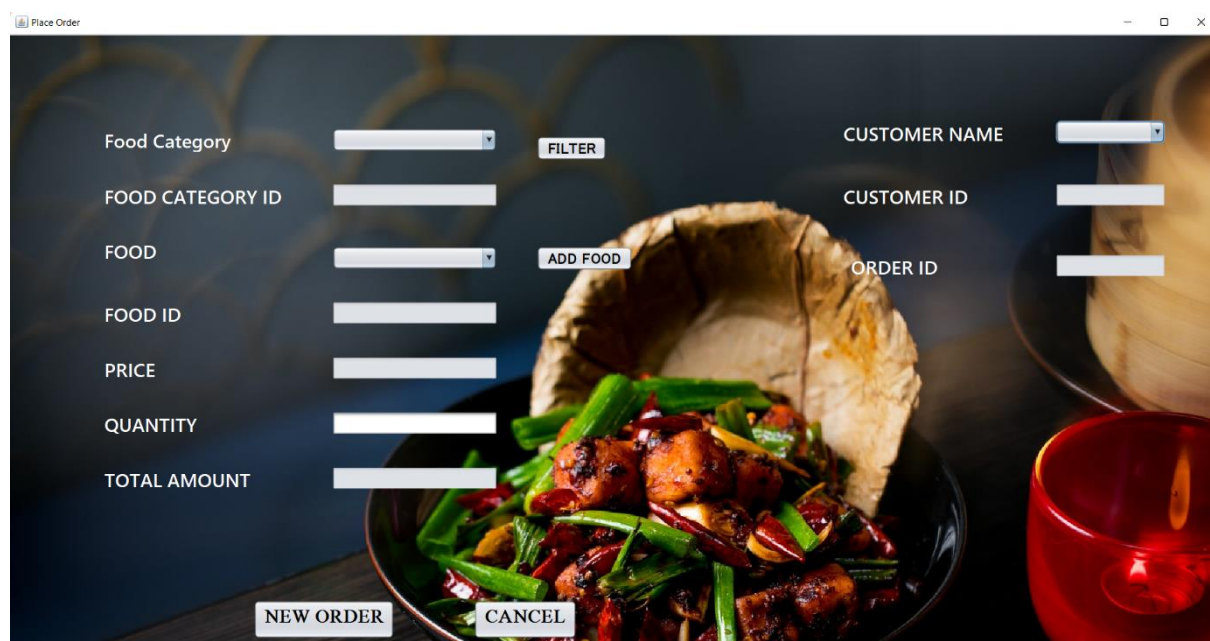 Place Order
Food Category
FILTER
FOOD CATEGORY ID
FOOD
ADD FOOD
FOOD ID
PRICE
QUANTITY
TOTAL AMOUNT
CUSTOMER NAME
CUSTOMER ID
ORDER ID
NEW ORDER
CANCEL